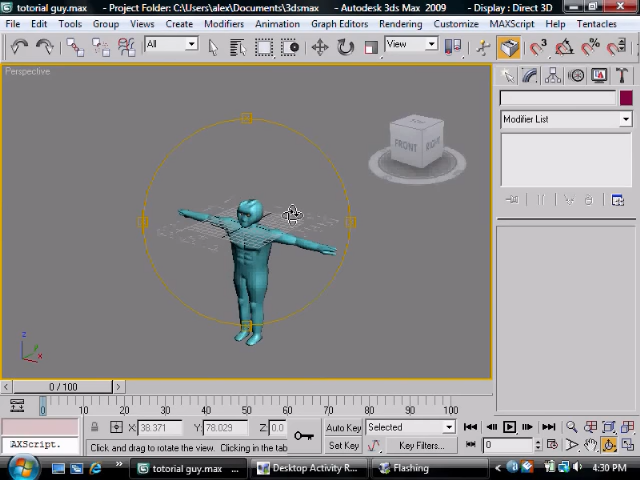 totorial guy.max - Project Folder: C:\Users\alex\Documents\3dsmax - Autodesk 3ds Max 2009 - Display : Direct 3D
File Edit Tools Group Views Create Modifiers Animation Graph Editors Rendering Customize MAXScript Help Tentacles
All View 3 %
Perspective
Modifier List
FRONT
0 / 100
0 10 20 30 40 50 60 70 80 90 100
X: 38.371 Y: 78.029 Z: 0.0 Auto Key Selected
AXScript. Click and drag to rotate the view. Clicking in the tab Set Key Key Filters... 0
totorial guy.max ... Desktop Activity R... Flashing 4:30 PM
z
y
x